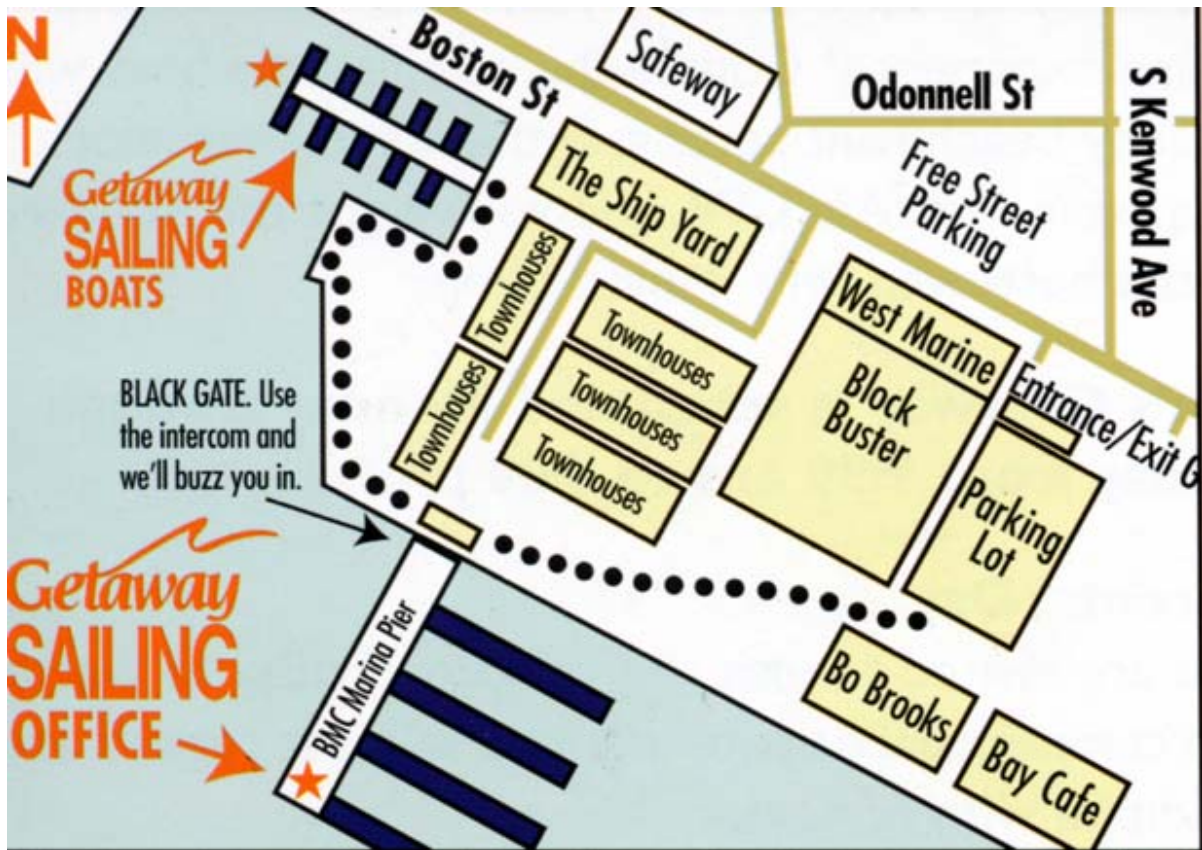 N
Boston St
Safeway
Odonnell St
S Kenwood Ave
Getaway
SAILING
BOATS
The Ship Yard
Free Street
Parking
Townhouses
Townhouses
Townhouses
Townhouses
Townhouses
West Marine
Block
Buster
Entrance/Exit G
Parking
Lot
BLACK GATE. Use
the intercom and
we'll buzz you in.
Getaway
SAILING
OFFICE
BMC Marina Pier
Bo Brooks
Bay Cafe